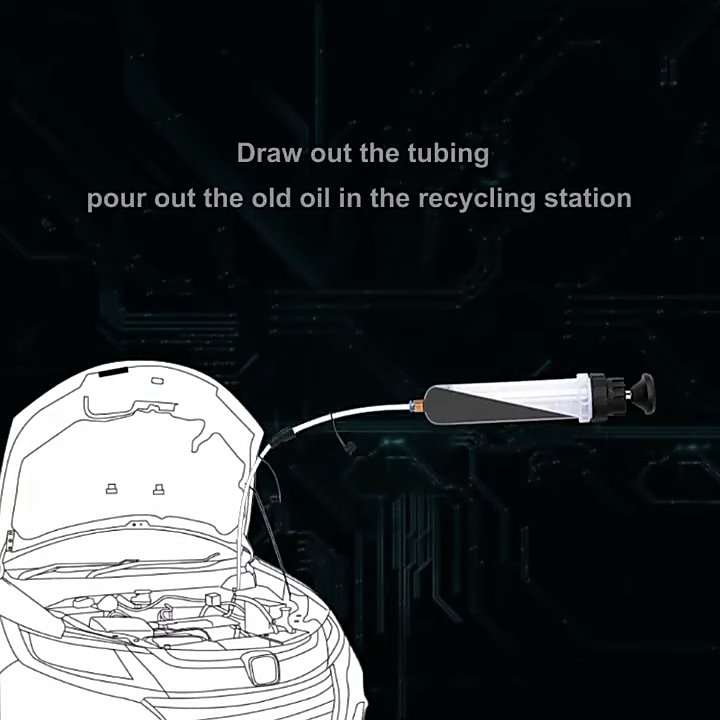 Draw out the tubing
pour out the old oil in the recycling station